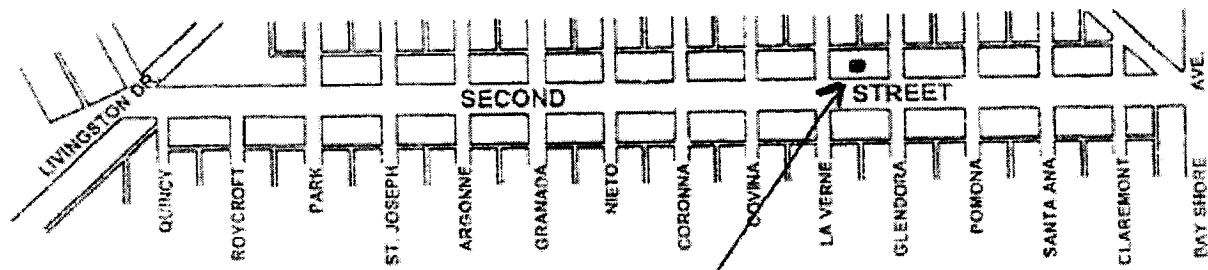 LIVINGSTON DR.
SECOND
STREET
AVE.
QUINCY
ROYCROFT
PARK
ST. JOSEPH
ARGONNE
GRANADA
NIETO
CORONNA
COVINA
LA VERNE
GLENDORA
POMONA
SANTA ANA
CLAREMONT
BAY SHORE